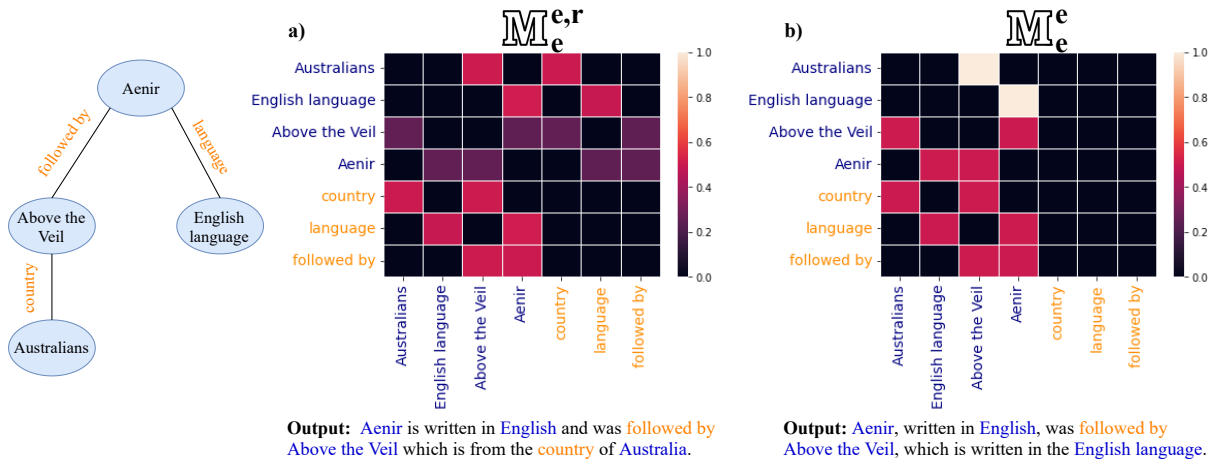 Aenir
followed by
language
Above the
Veil
English
language
country
Australians
a)
M e,r
e
Australians
English language
Above the Veil
Aenir
country
language
followed by
1.0
0.8
0.6
0.4
0.2
0.0
Australians
English language
Above the Veil
Aenir
country
language
followed by
Output: Aenir is written in English and was followed by
Above the Veil which is from the country of Australia.
b)
M e
e
Australians
English language
Above the Veil
Aenir
country
language
followed by
1.0
0.8
0.6
0.4
0.2
0.0
Australians
English language
Above the Veil
Aenir
country
language
followed by
Output: Aenir, written in English, was followed by
Above the Veil, which is written in the English language.